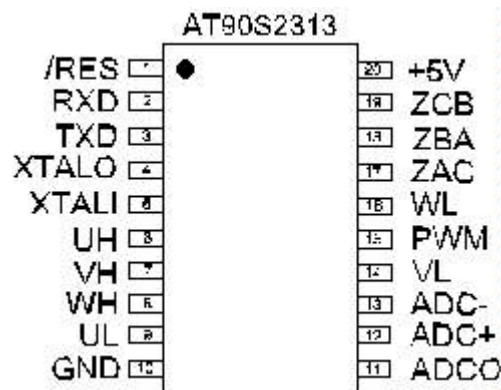 AT90S2313
/RES 1 20 +5V
RXD 2 19 ZCB
TXD 3 18 ZBA
XTALO 4 17 ZAC
XTALI 5 16 WL
UH 6 15 PWM
VH 7 14 VL
WH 8 13 ADC-
UL 9 12 ADC+
GND 10 11 ADCO